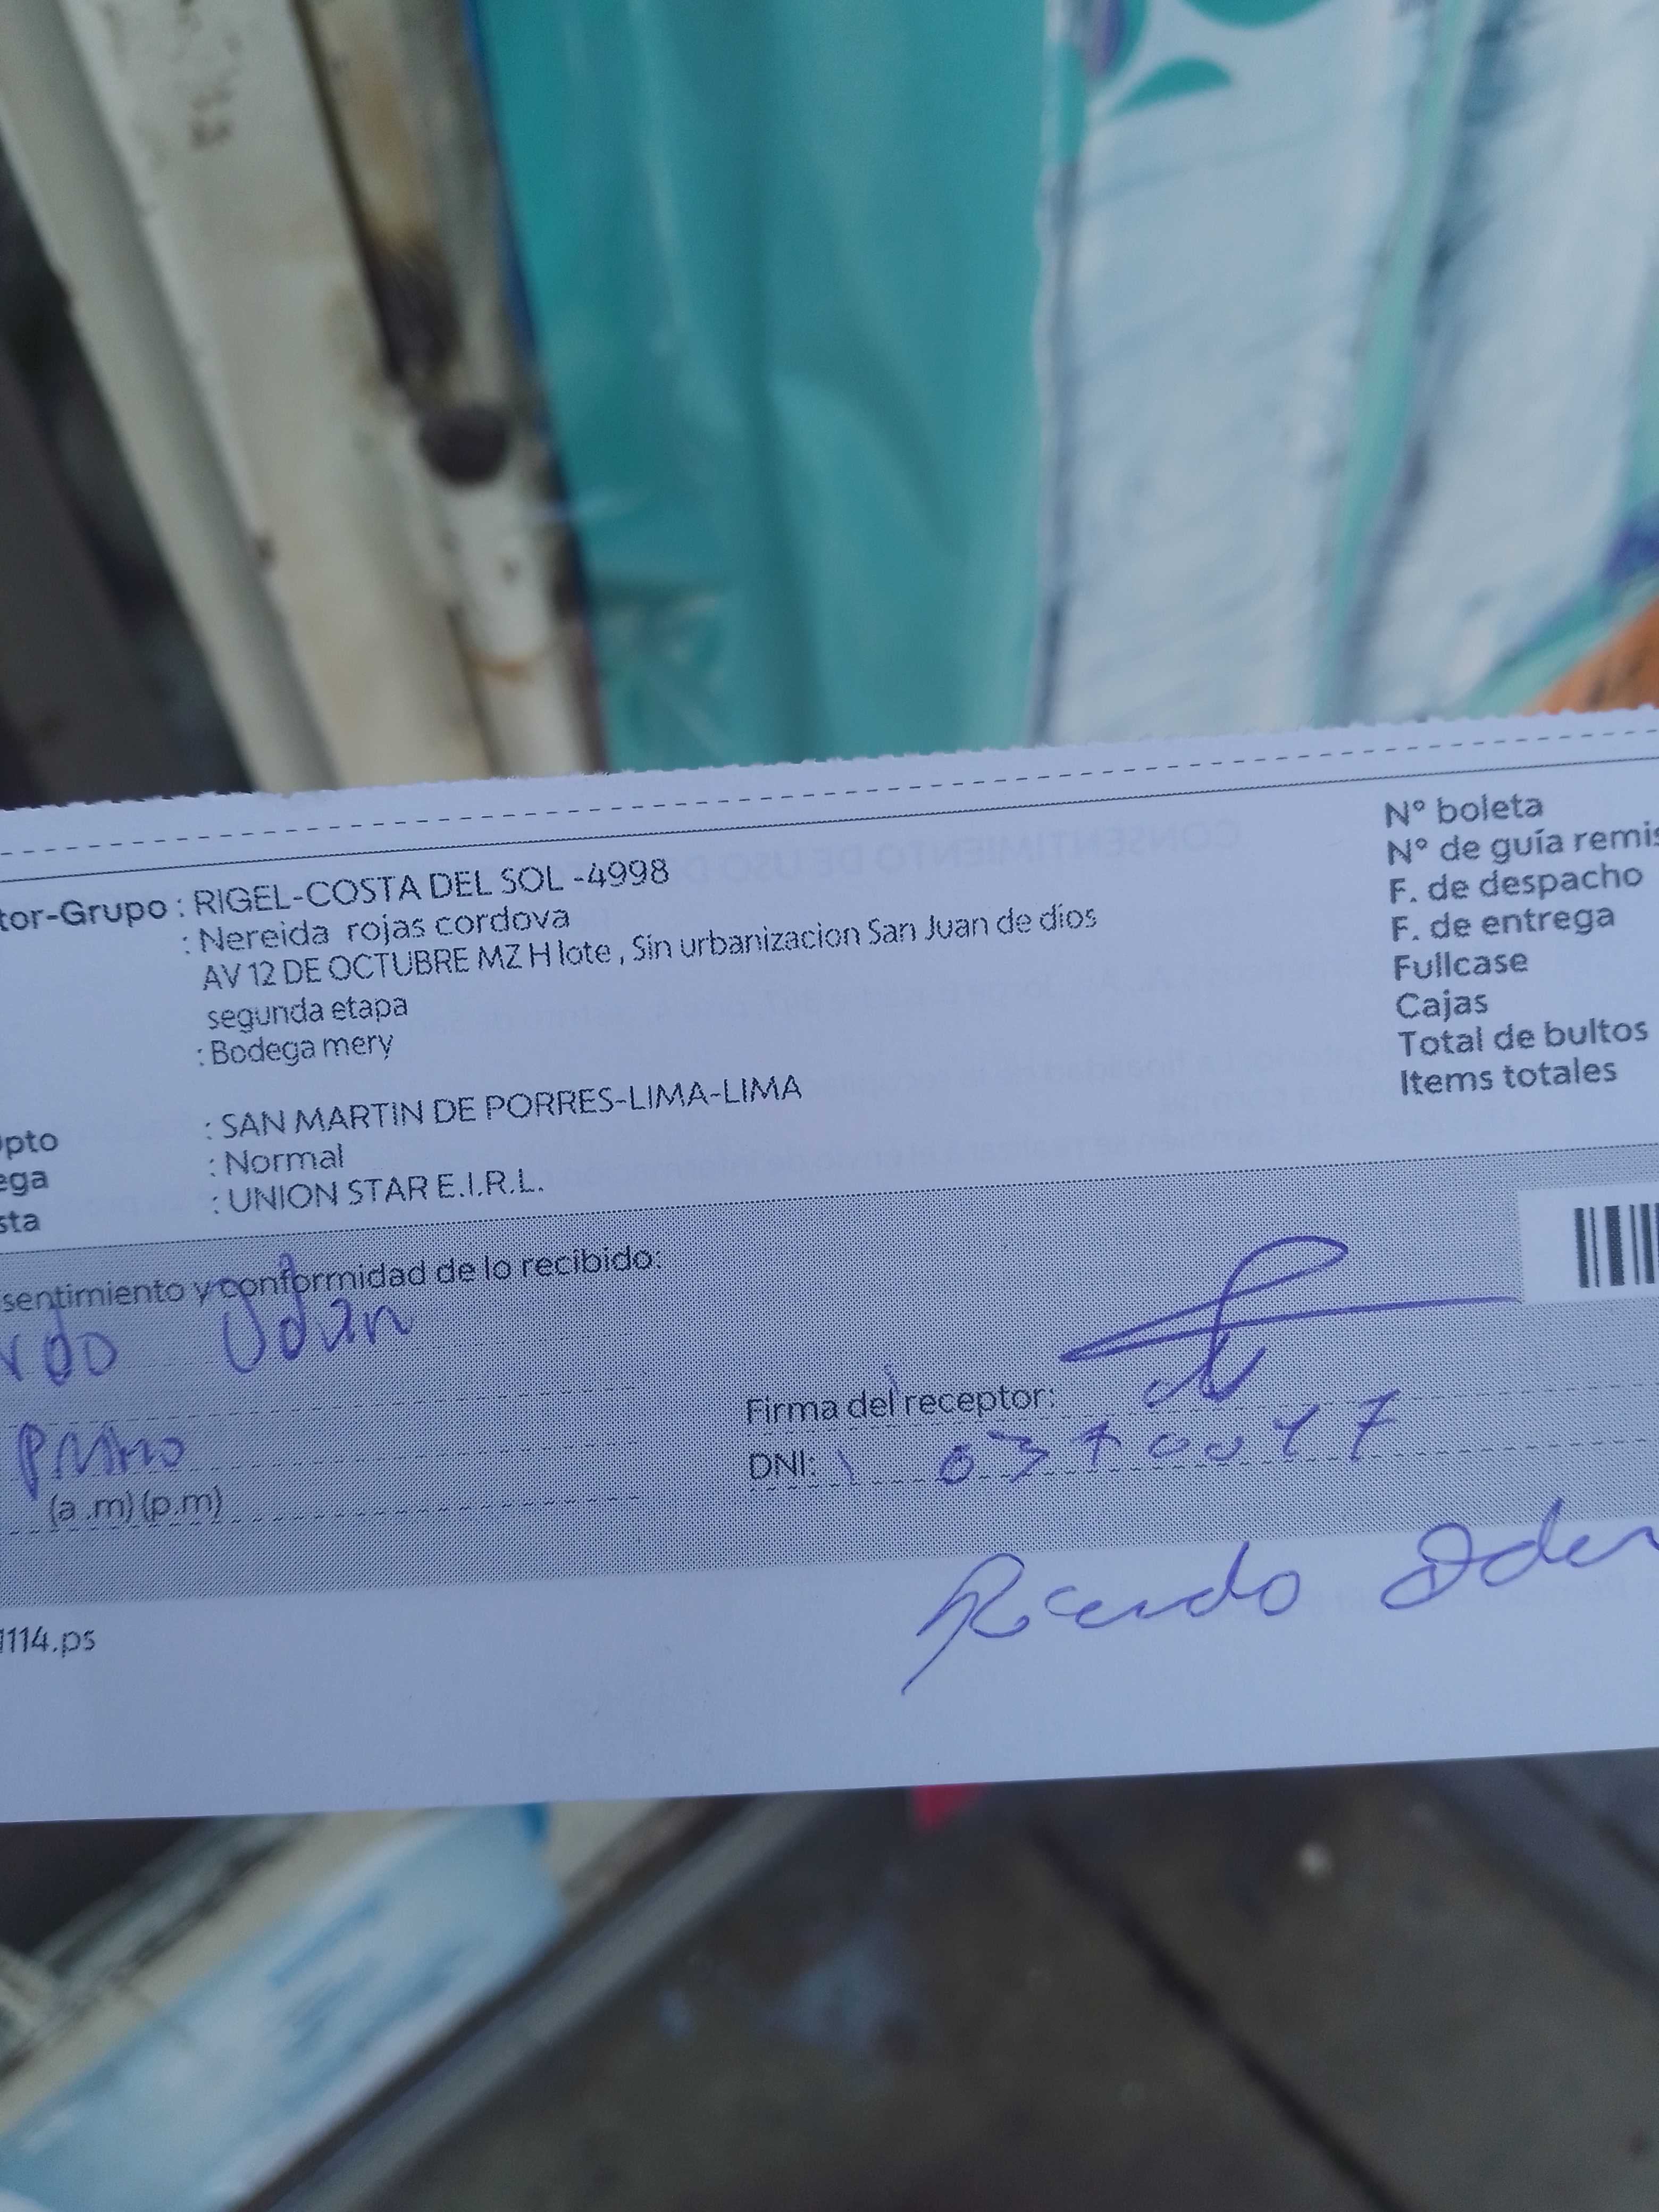 tor-Grupo : RIGEL-COSTA DEL SOL -4998
: Nereida rojas cordova
AV 12 DE OCTUBRE MZ H lote , Sin urbanizacion San Juan de dios
segunda etapa
: Bodega mery
pto : SAN MARTIN DE PORRES-LIMA-LIMA
ega : Normal
sta : UNION STAR E.I.R.L.
N° boleta
N° de guía remis
F. de despacho
F. de entrega
Fullcase
Cajas
Total de bultos
Items totales
sentimiento y conformidad de lo recibido:
rdo
Firma del receptor:
DNI:
(a .m) (p.m)
Ricardo
1114.ps